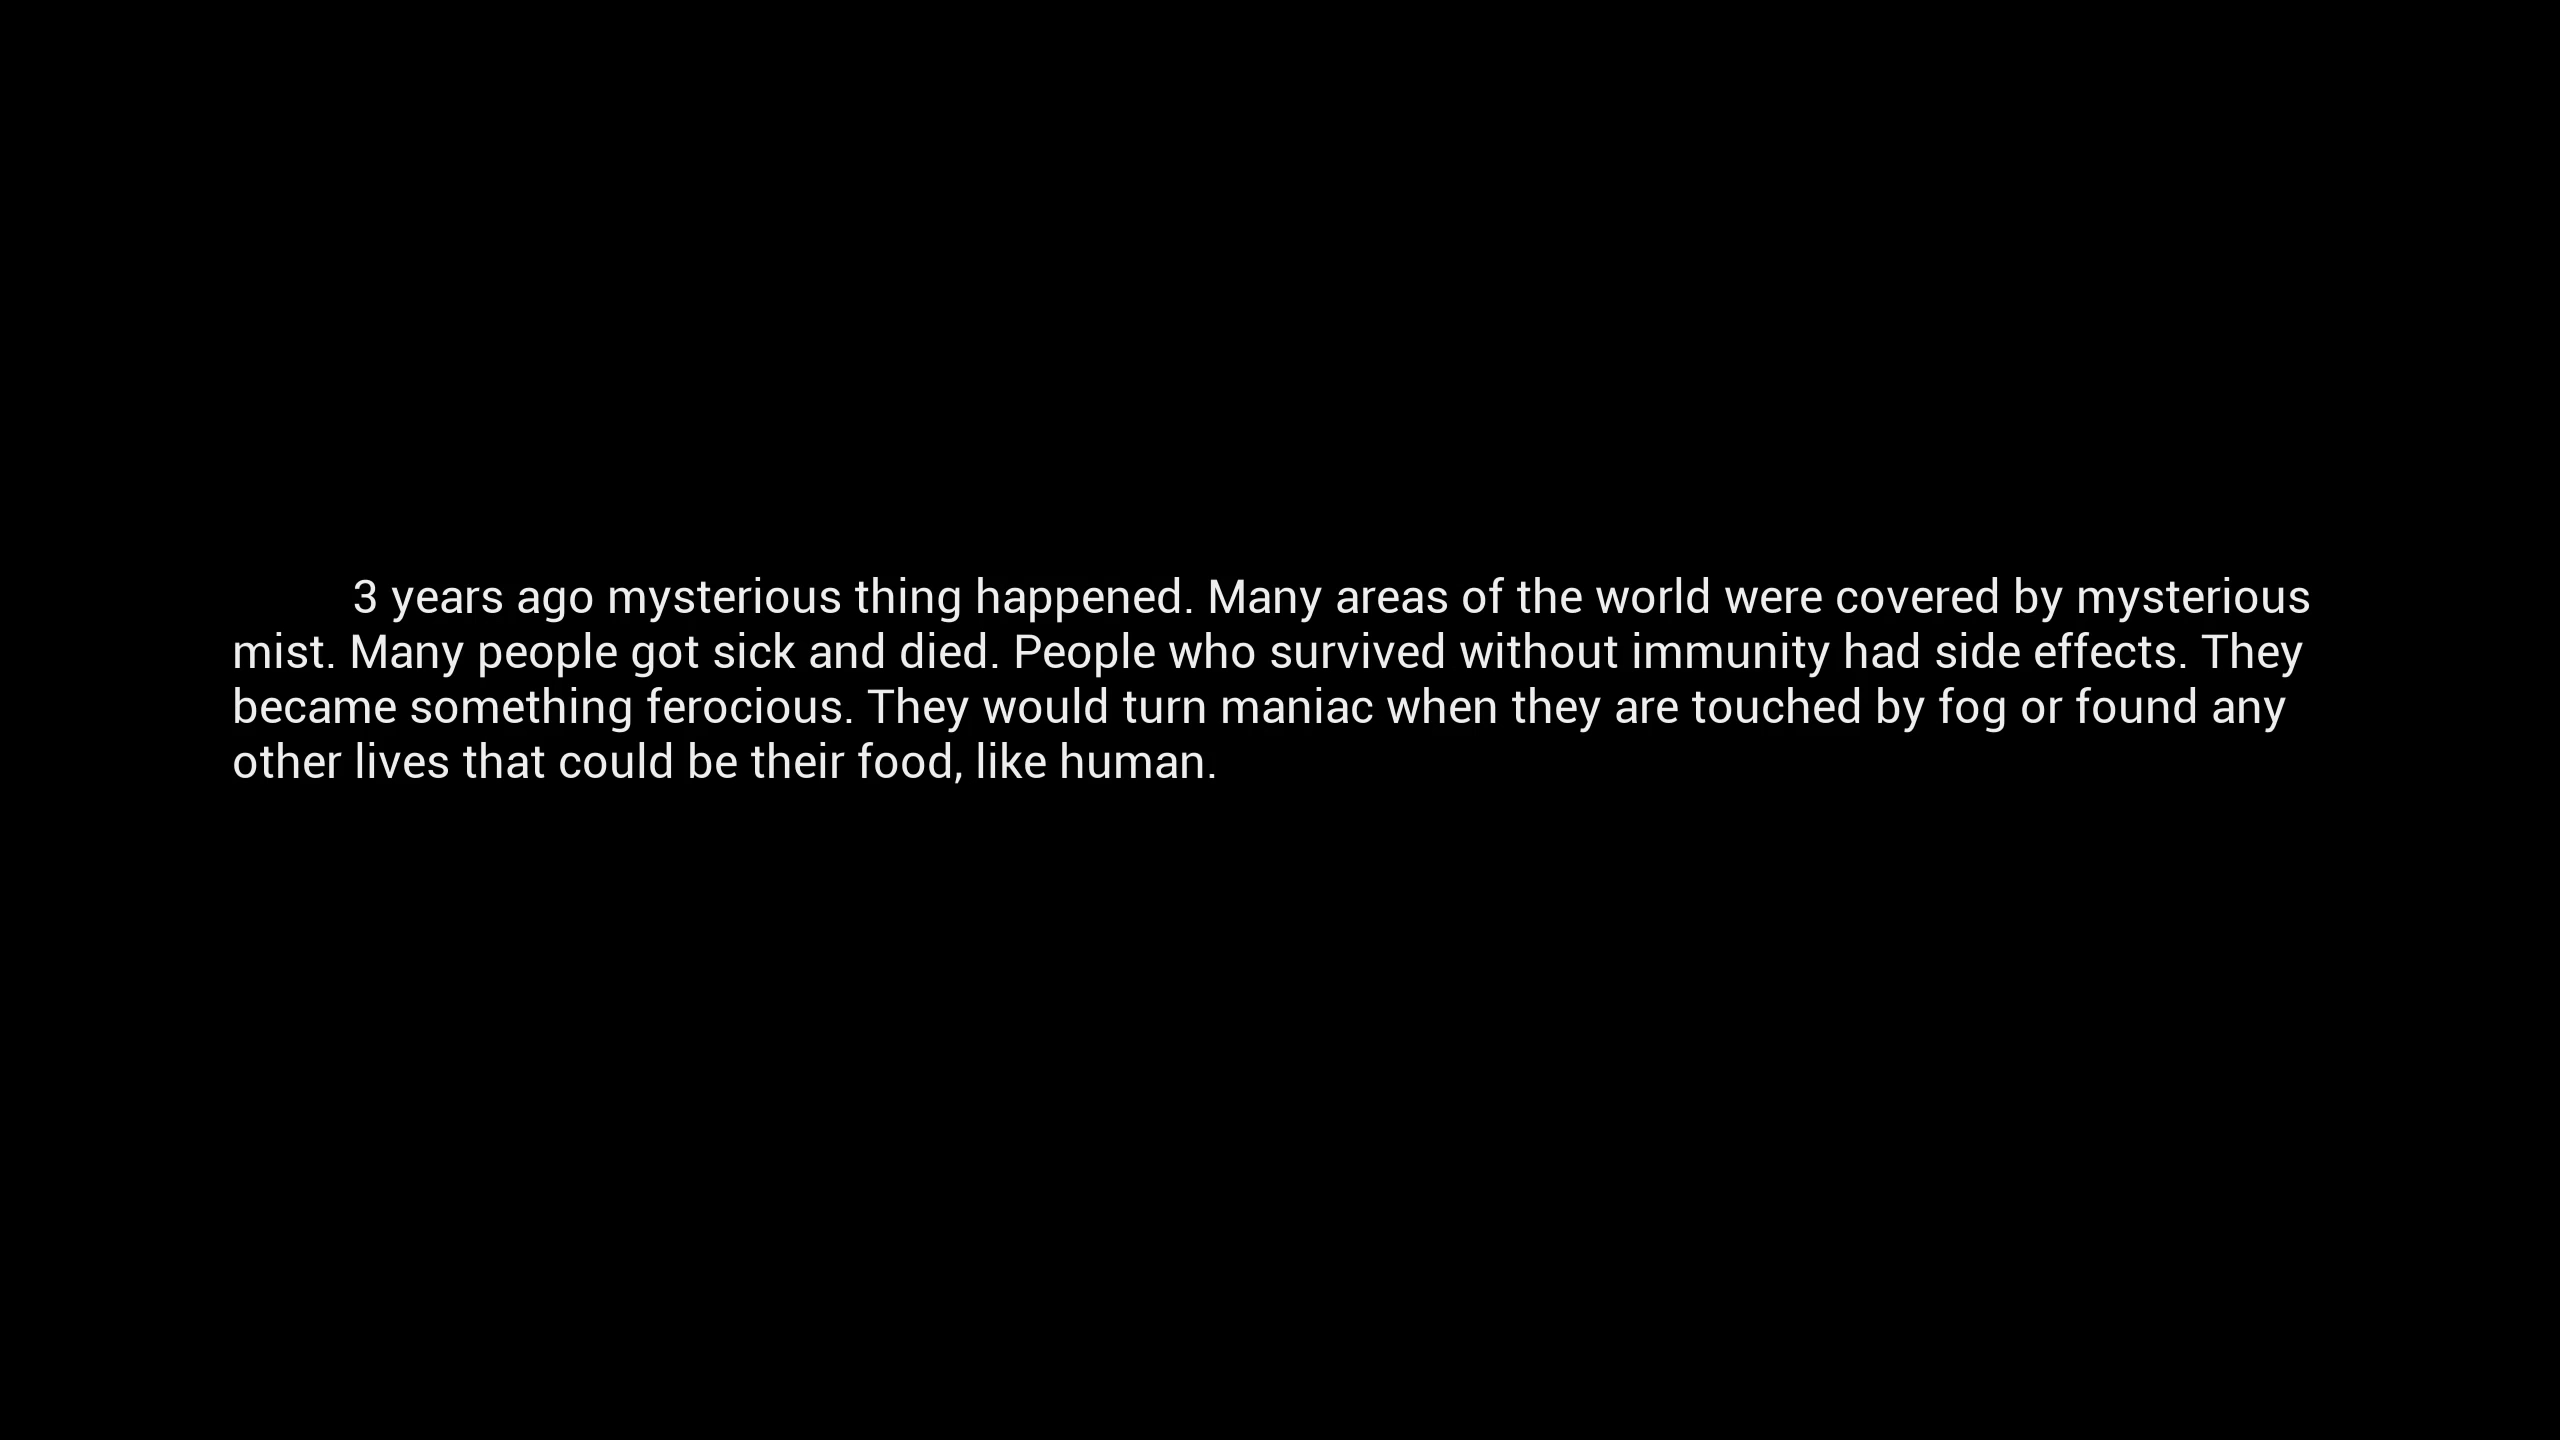 3 years ago mysterious thing happened. Many areas of the world were covered by mysterious
mist. Many people got sick and died. People who survived without immunity had side effects. They
became something ferocious. They would turn maniac when they are touched by fog or found any
other lives that could be their food, like human.